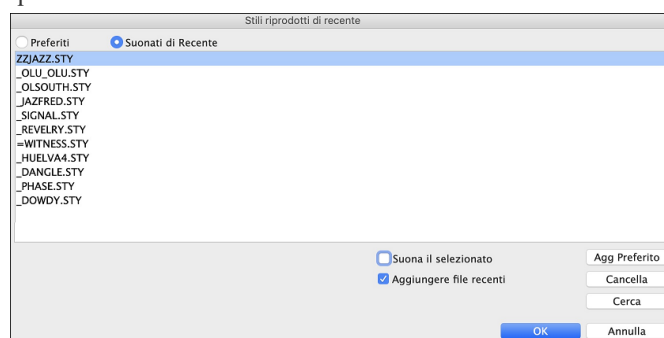 Stili riprodotti di recente
Preferiti Suonati di Recente
ZZJAZZ.STY
_OLU_OLU.STY
_OLSOUTH.STY
_JAZFRED.STY
_SIGNAL.STY
_REVELRY.STY
=WITNESS.STY
_HUELVA4.STY
_DANGLE.STY
_PHASE.STY
_DOWDY.STY
Suona il selezionato Agg Preferito
Aggiungere file recenti Cancella
Cerca
OK Annulla